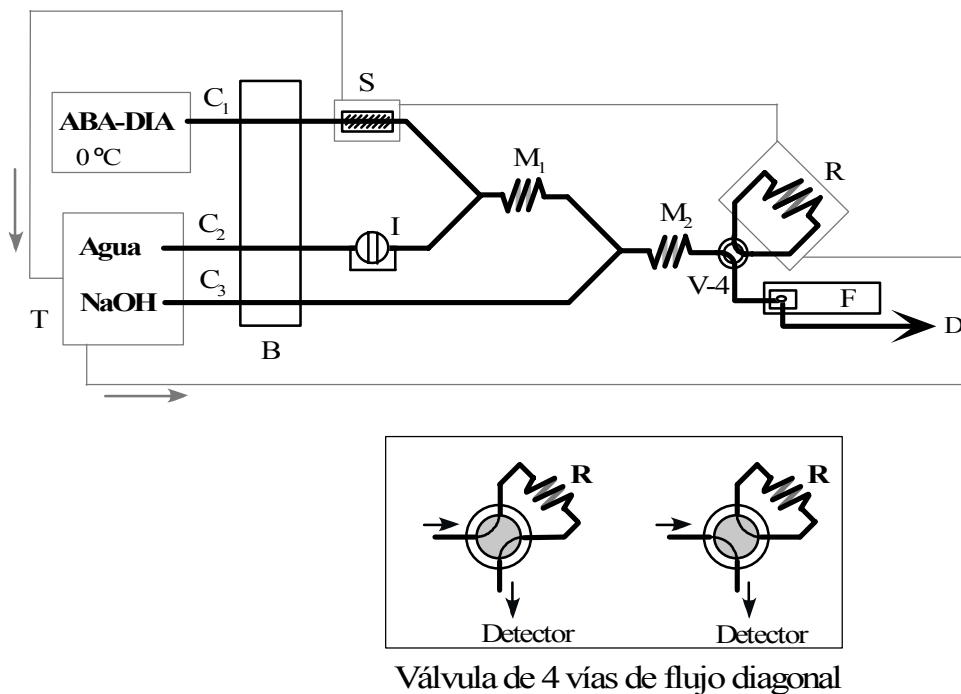 S
C1
ABA-DIA
0 ºC
M1
R
C2
M2
Agua
I
C3
V-4
NaOH
F
T
B
D
R
R
Detector
Detector
Válvula de 4 vías de flujo diagonal